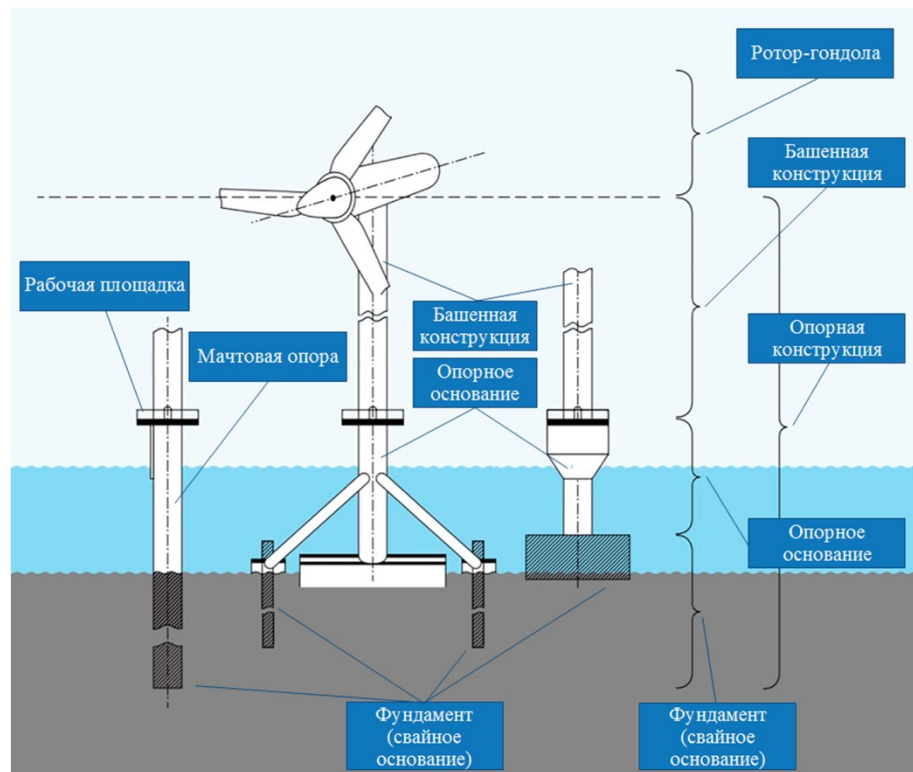 Ротор-гондола
Башенная
конструкция
Рабочая площадка
Башенная
конструкция
Мачтовая опора
Опорная
конструкция
Опорное
основание
Опорное
основание
Фундамент
(свайное
основание)
Фундамент
(свайное
основание)